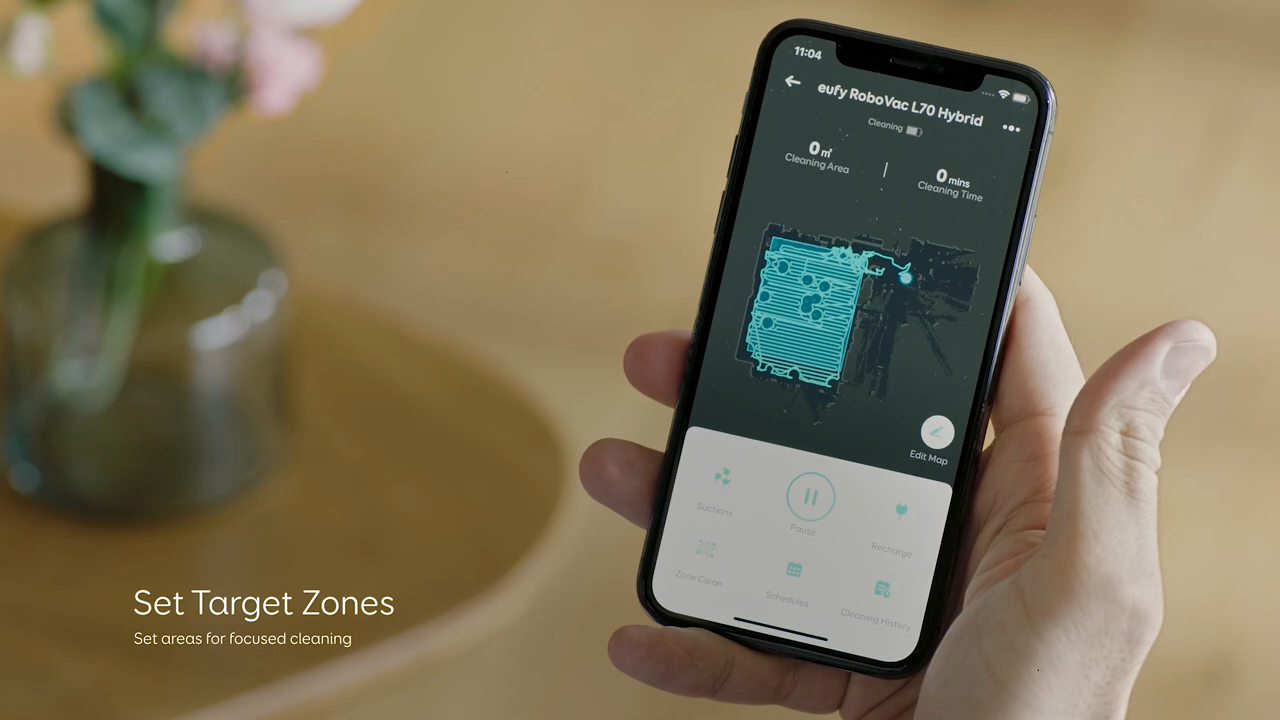 11:04
eufy RoboVac L70 Hybrid
Cleaning
0 ㎡
Cleaning Area
0 mins
Cleaning Time
Edit Map
Suctions
Pause
Recharge
Zone Clean
Schedules
Cleaning History
Set Target Zones
Set areas for focused cleaning